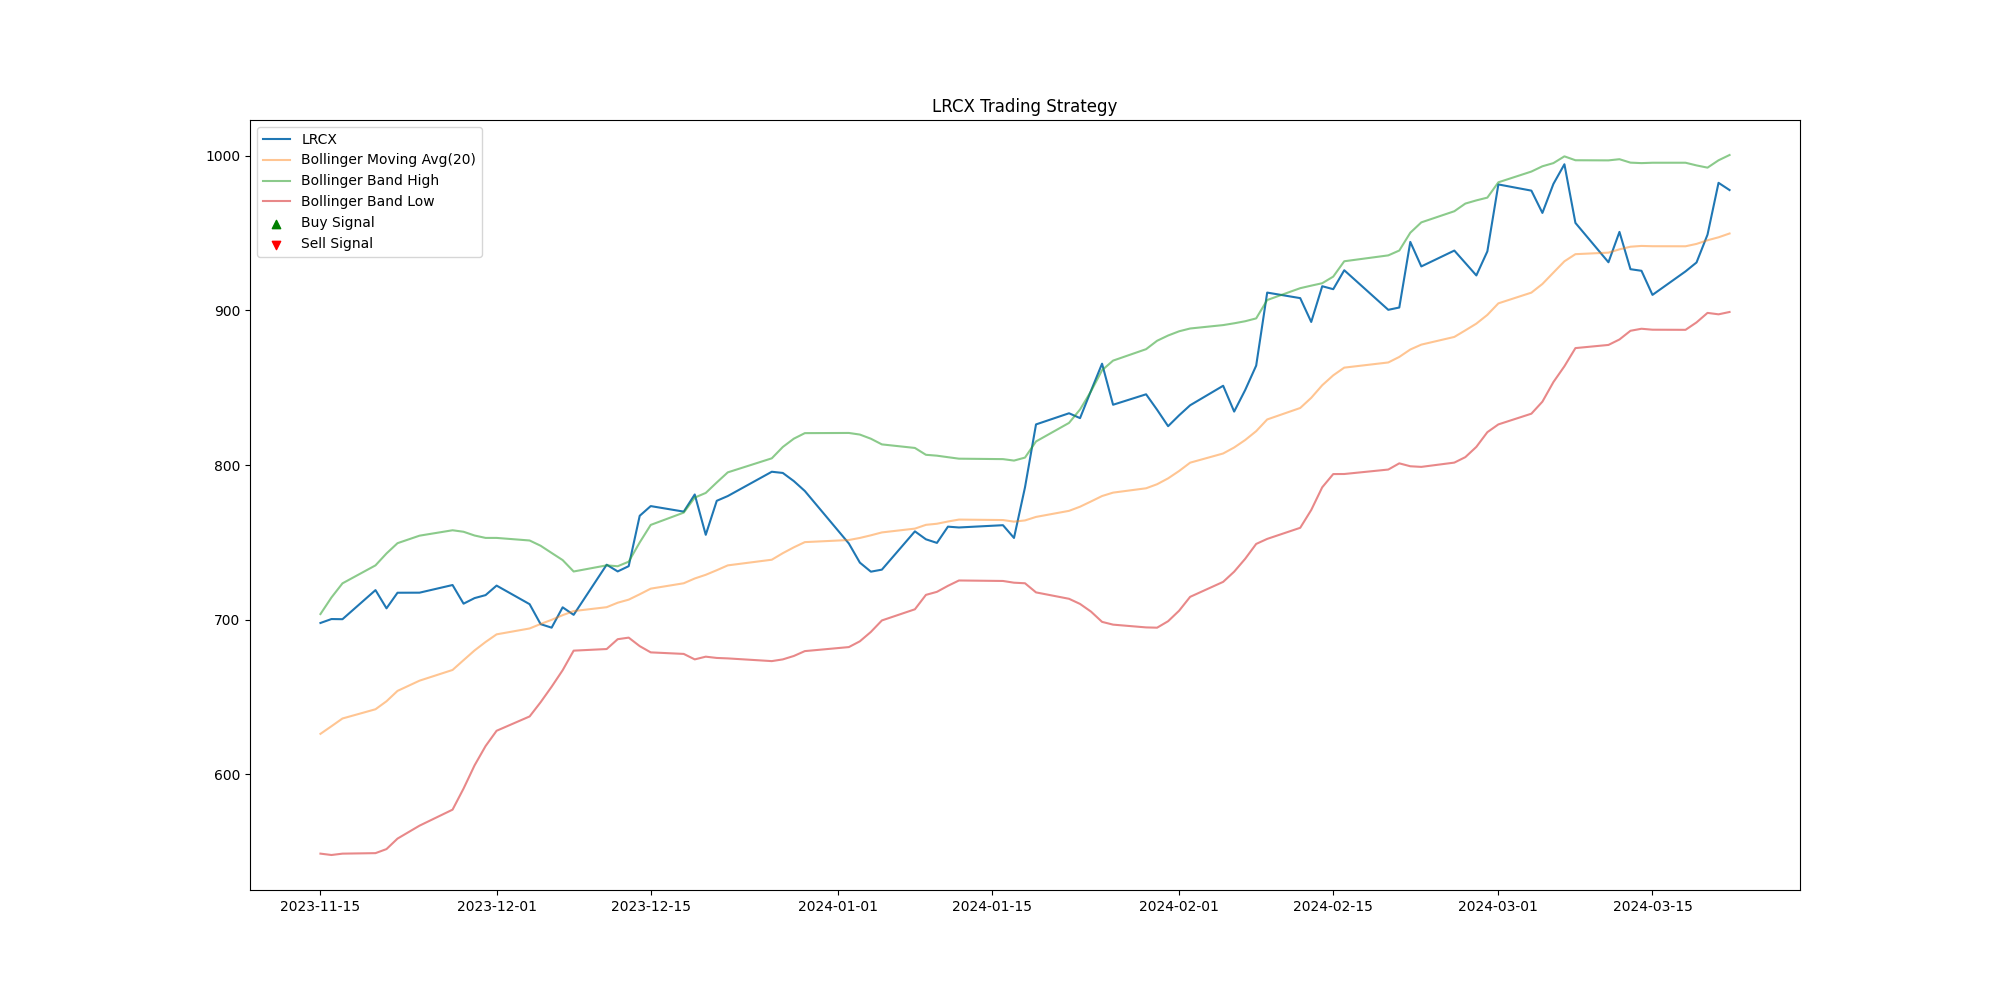 LRCX Trading Strategy
LRCX
Bollinger Moving Avg(20)
Bollinger Band High
Bollinger Band Low
Buy Signal
Sell Signal
1000
900
800
700
600
2023-11-15
2023-12-01
2023-12-15
2024-01-01
2024-01-15
2024-02-01
2024-02-15
2024-03-01
2024-03-15